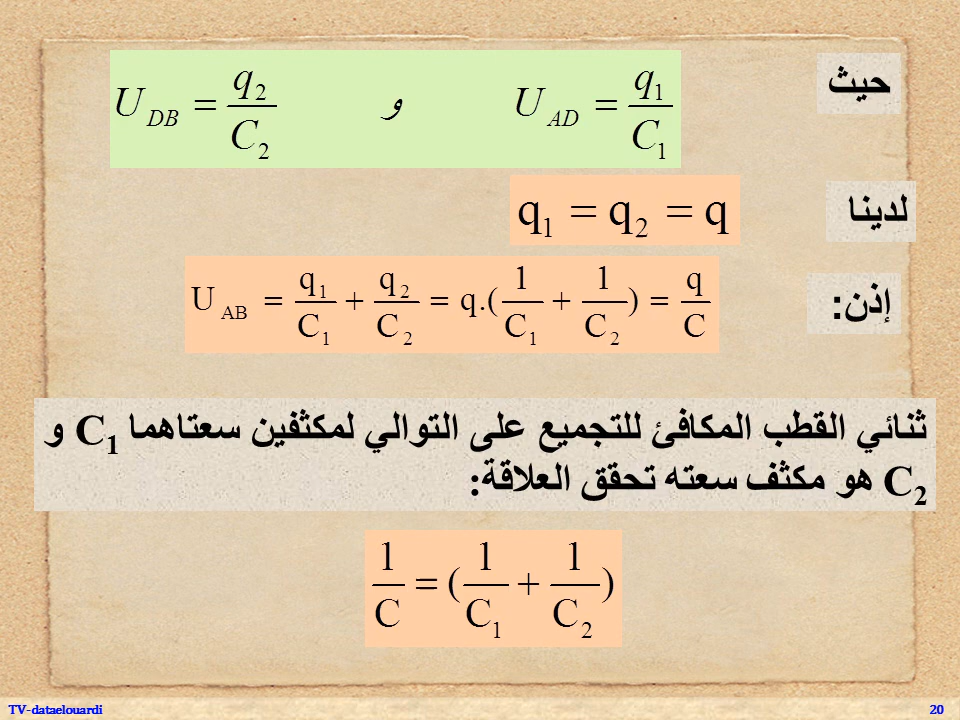 حيث U_AD = q₁/C₁ و U_DB = q₂/C₂
لدينا q₁ = q₂ = q
إذن: U_AB = q₁/C₁ + q₂/C₂ = q.(1/C₁ + 1/C₂) = q/C
ثنائي القطب المكافئ للتجميع على التوالي لمكثفين سعتاهما C₁ و
C₂ هو مكثف سعته تحقق العلاقة:
1/C = (1/C₁ + 1/C₂)
TV-dataelouardi 20